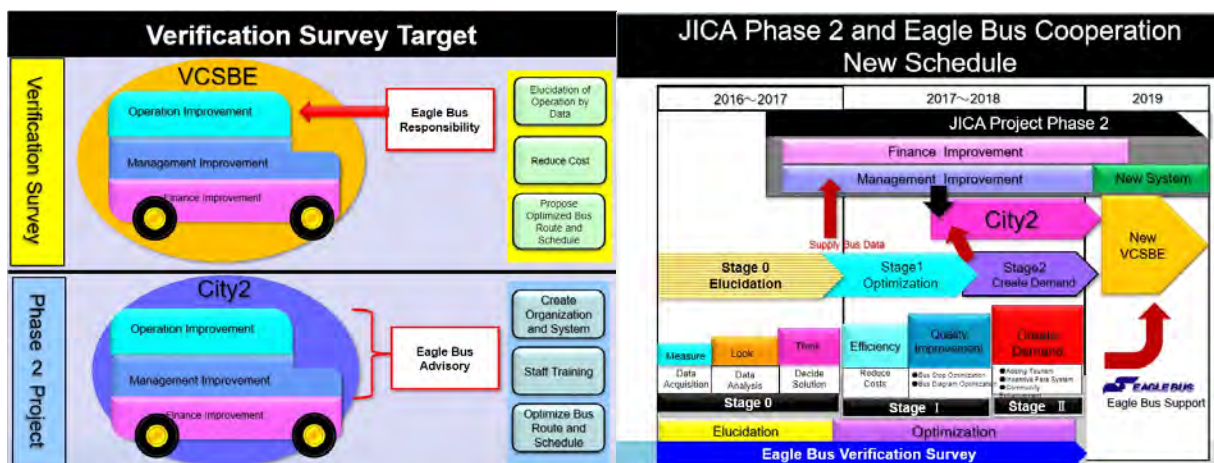 Verification Survey Target
Verification Survey
VCSBE
Operation Improvement
Management Improvement
Finance Improvement
Eagle Bus
Responsibility
Elucidation of
Operation by
Data
Reduce Cost
Propose
Optimized Bus
Route and
Schedule
Phase 2 Project
City2
Operation Improvement
Management Improvement
Finance Improvement
Eagle Bus
Advisory
Create
Organization
and System
Staff Training
Optimize Bus
Route and
Schedule
JICA Phase 2 and Eagle Bus Cooperation
New Schedule
2016～2017
2017～2018
2019
JICA Project Phase 2
Finance Improvement
Management Improvement
New System
City2
New
VCSBE
Supply Bus Data
Stage 0
Elucidation
Stage1
Optimization
Stage2
Create Demand
Measure
Look
Think
Efficiency
Quality
Improvement
Create
Demand
Data
Acquisition
Data
Analysis
Decide
Solution
Reduce
Costs
●Bus Stop Optimization
●Bus Diagram Optimization
●Adding Tourism
●Incentive Fare System
●Community
Stage 0
Stage Ⅰ
Stage Ⅱ
EAGLE BUS
Eagle Bus Support
Elucidation
Optimization
Eagle Bus Verification Survey